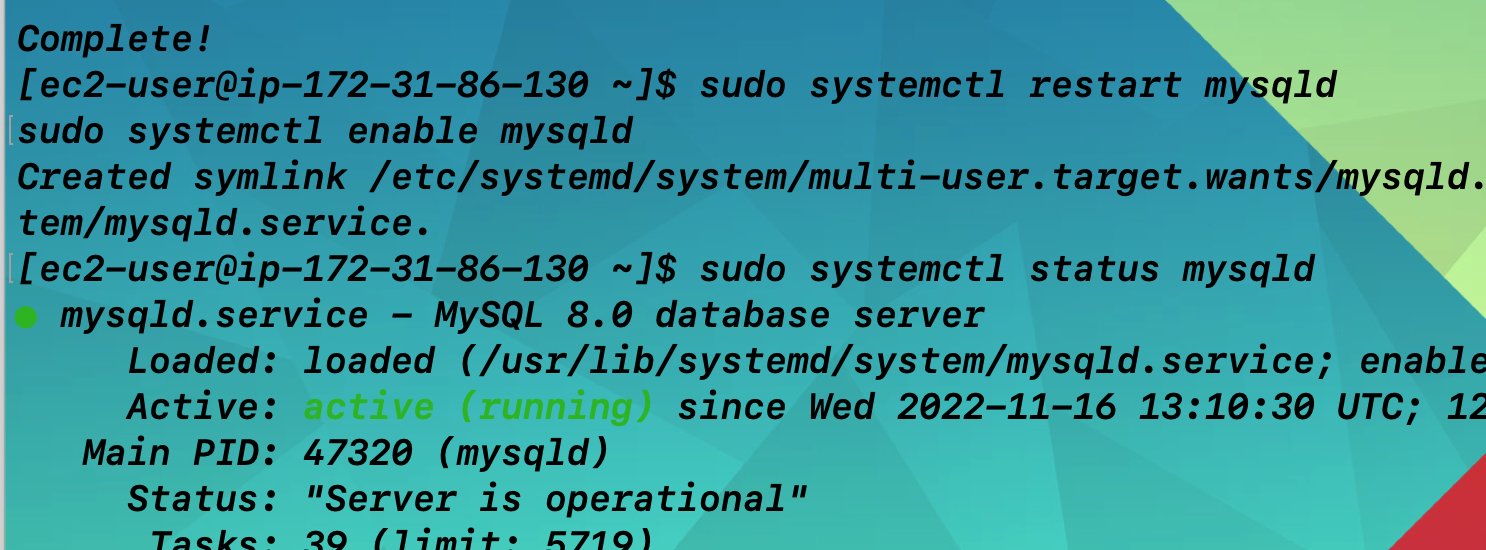 Complete!
[ec2-user@ip-172-31-86-130 ~]$ sudo systemctl restart mysqld
sudo systemctl enable mysqld
Created symlink /etc/systemd/system/multi-user.target.wants/mysqld.
tem/mysqld.service.
[ec2-user@ip-172-31-86-130 ~]$ sudo systemctl status mysqld
● mysqld.service - MySQL 8.0 database server
Loaded: loaded (/usr/lib/systemd/system/mysqld.service; enable
Active: active (running) since Wed 2022-11-16 13:10:30 UTC; 12
Main PID: 47320 (mysqld)
Status: "Server is operational"
Tasks: 39 (limit: 5719)